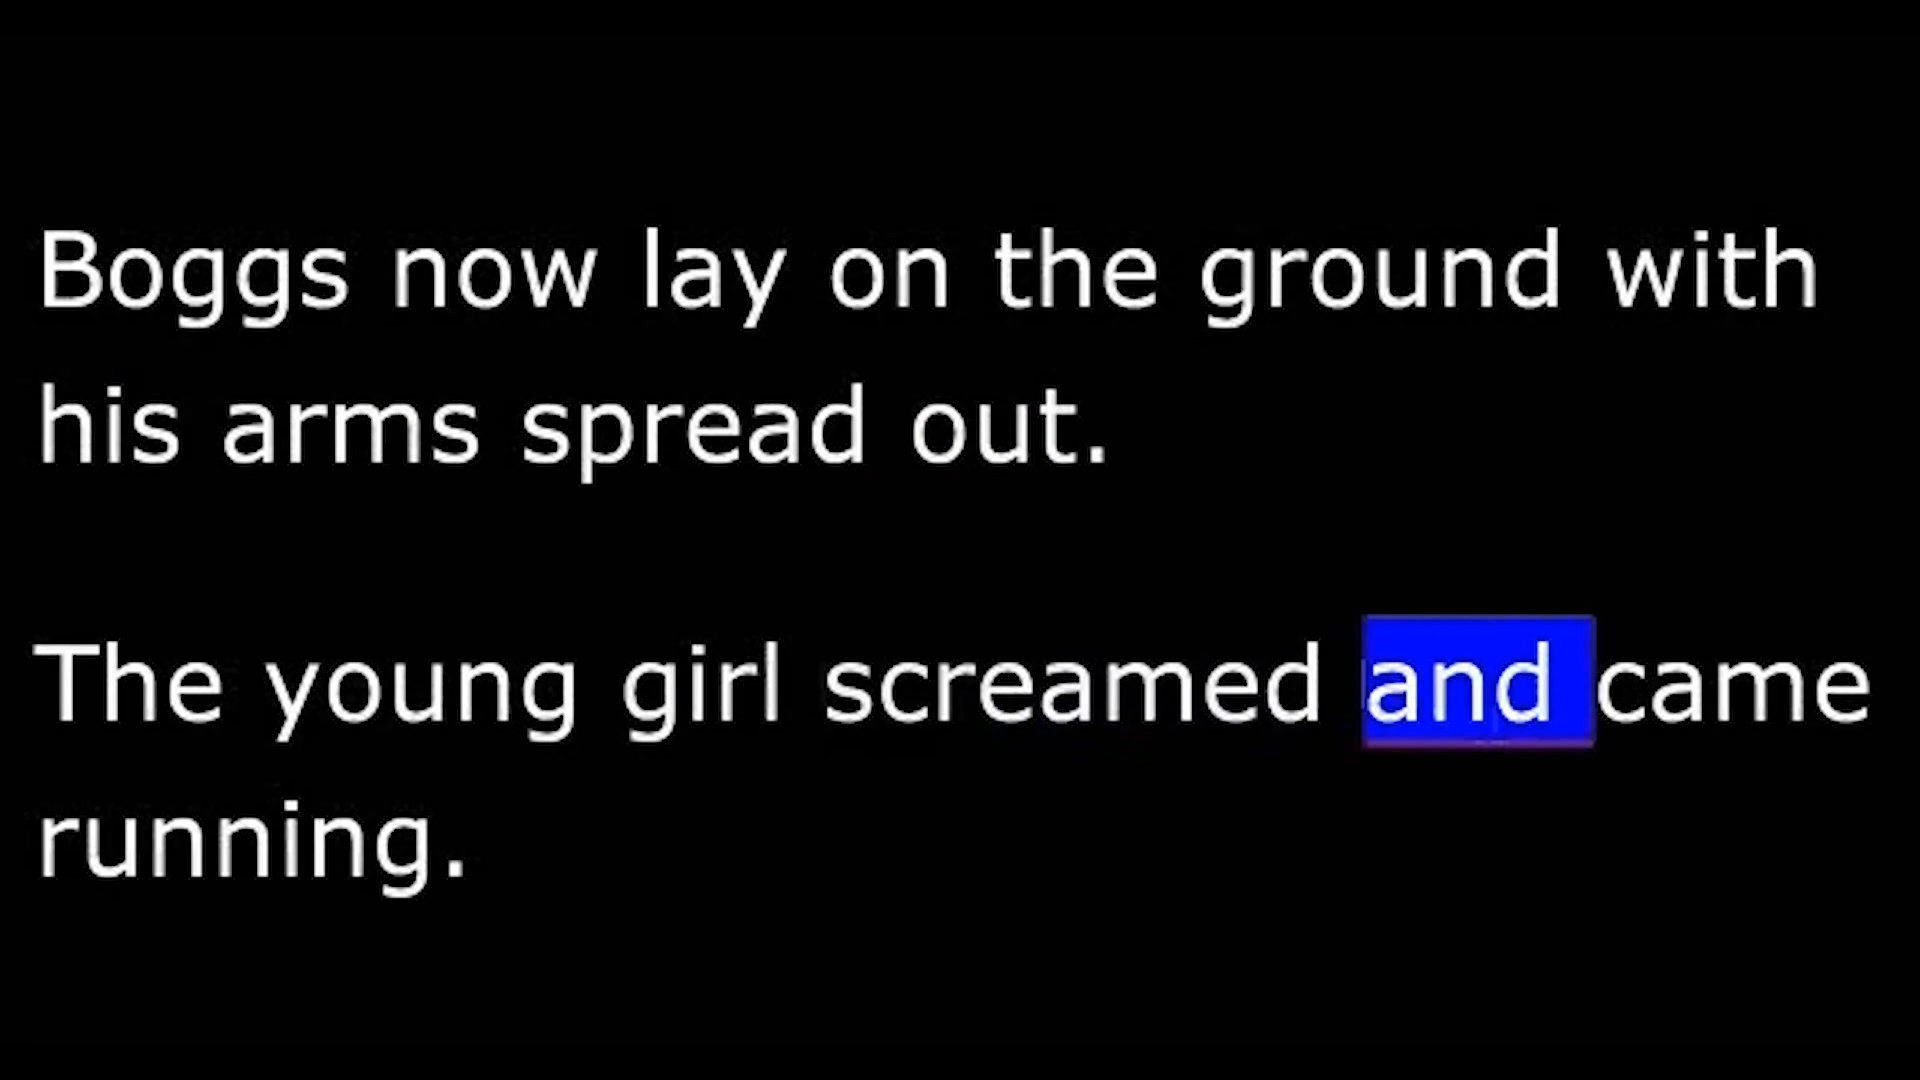 Boggs now lay on the ground with
his arms spread out.
The young girl screamed and came
running.